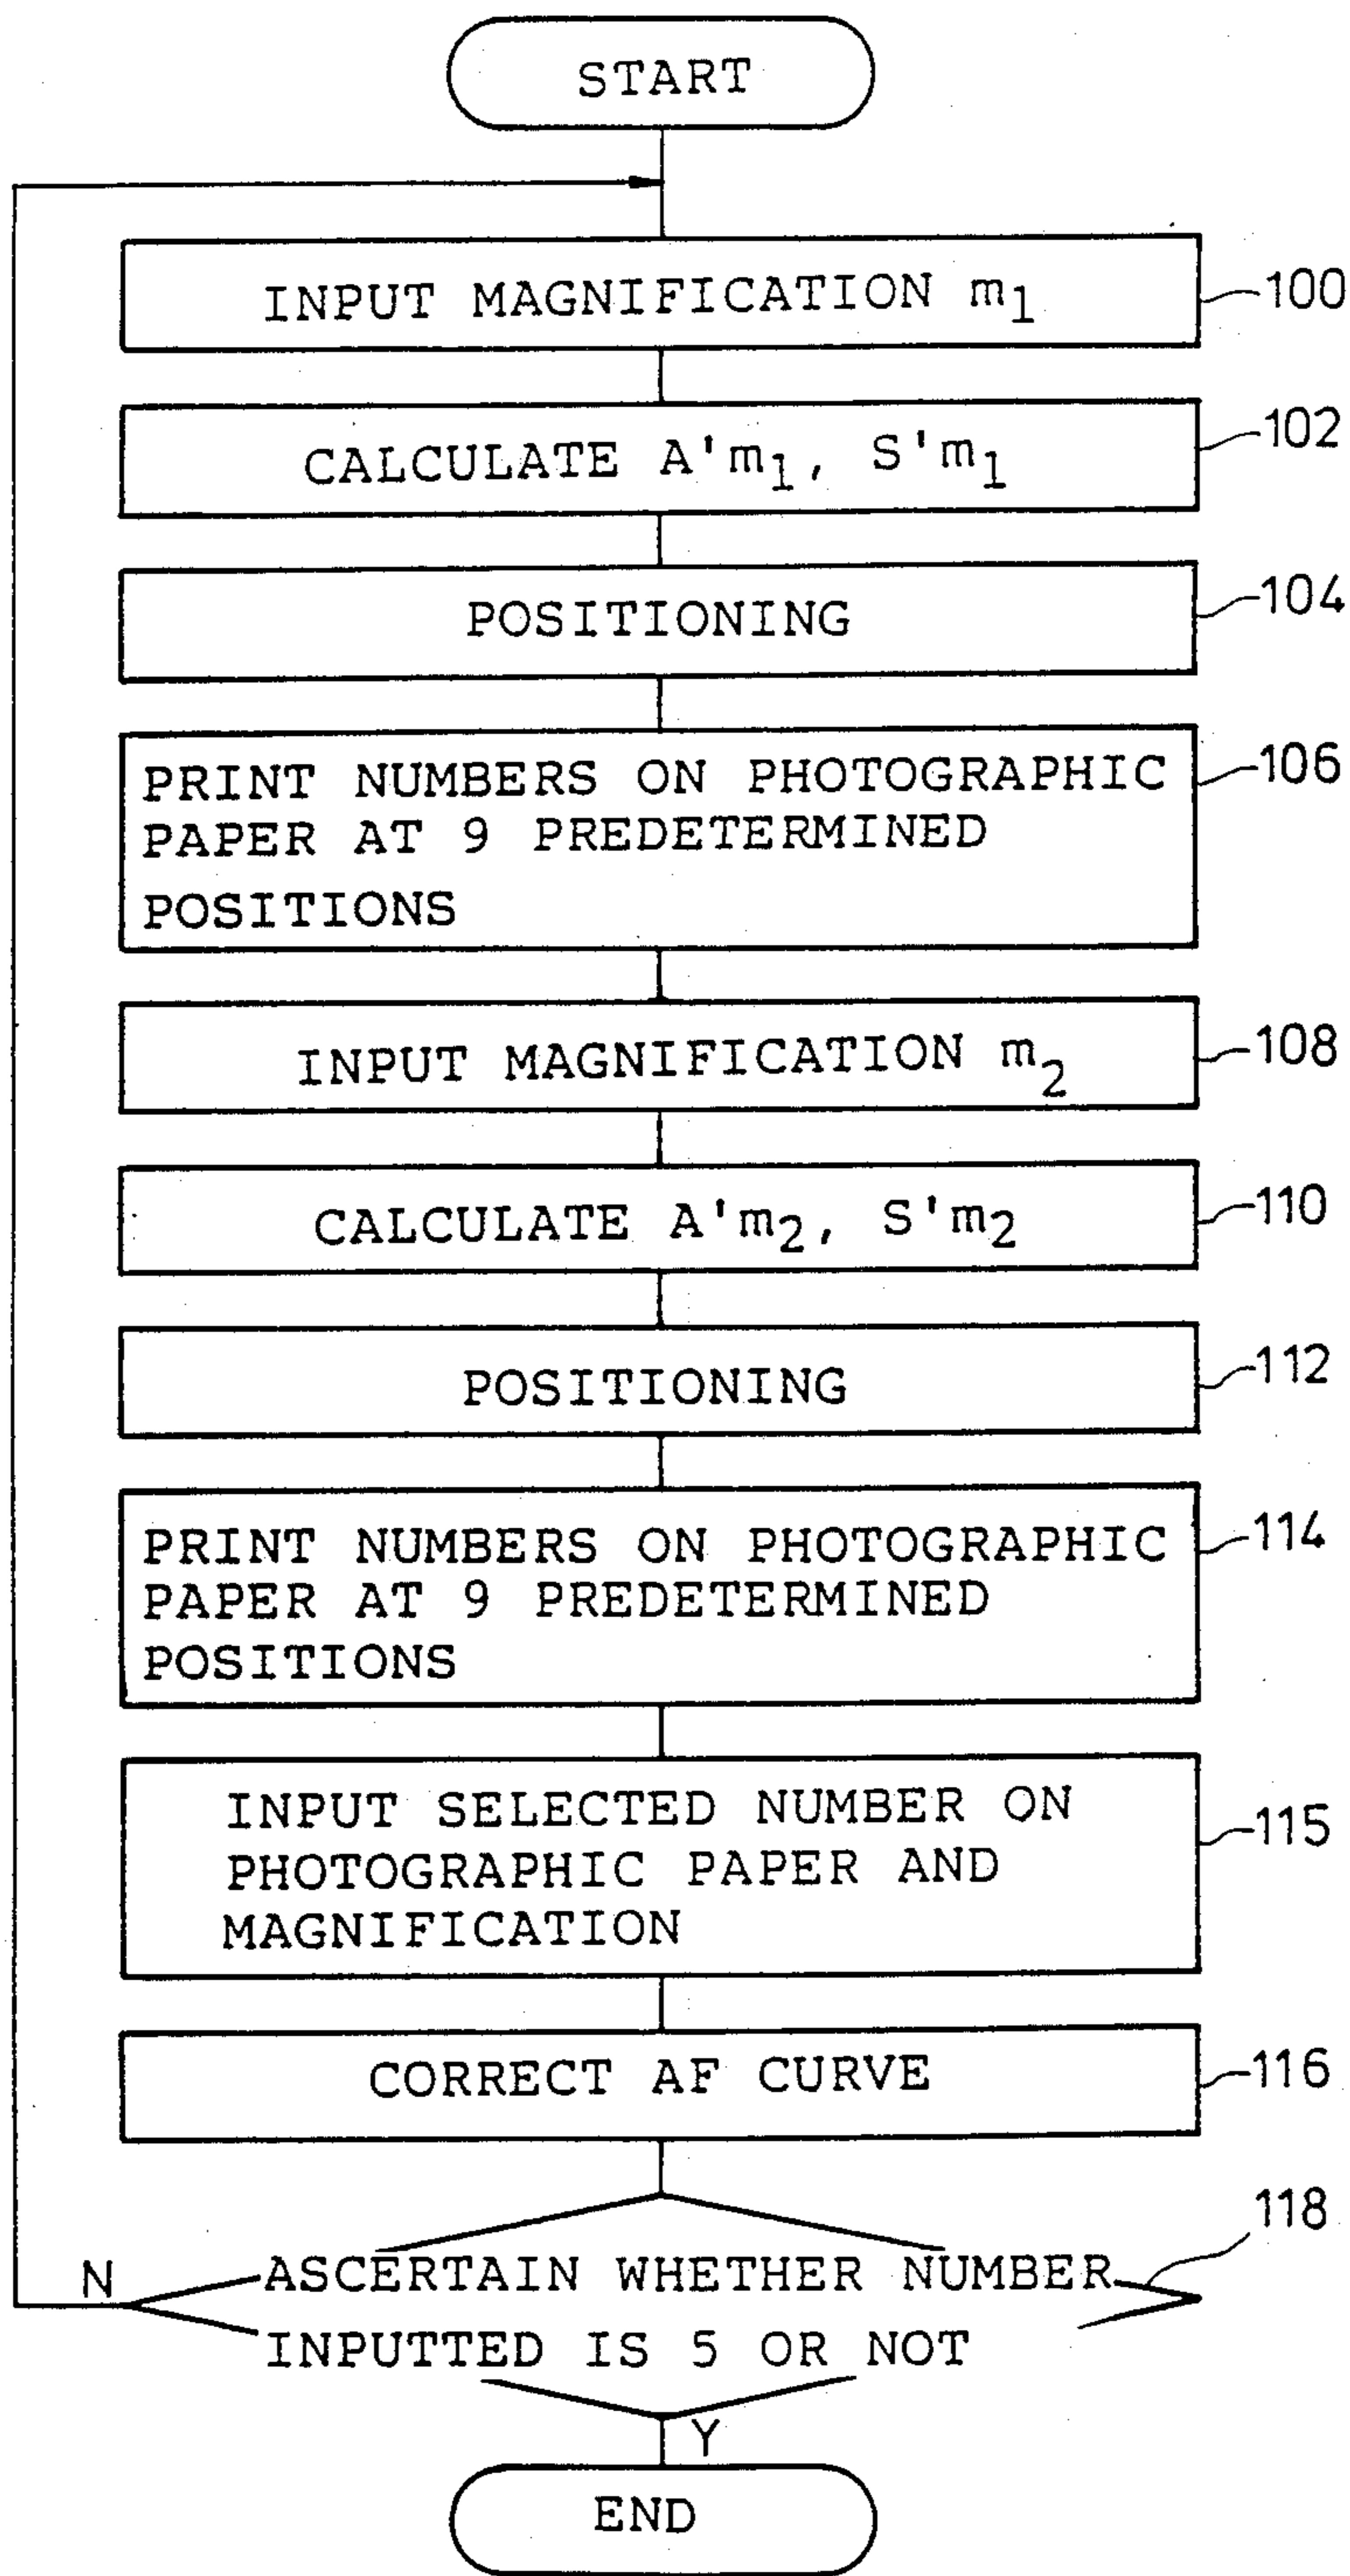 START
INPUT MAGNIFICATION m1
100
CALCULATE A'm1, S'm1
102
POSITIONING
104
PRINT NUMBERS ON PHOTOGRAPHIC
PAPER AT 9 PREDETERMINED
POSITIONS
106
INPUT MAGNIFICATION m2
108
CALCULATE A'm2, S'm2
110
POSITIONING
112
PRINT NUMBERS ON PHOTOGRAPHIC
PAPER AT 9 PREDETERMINED
POSITIONS
114
INPUT SELECTED NUMBER ON
PHOTOGRAPHIC PAPER AND
MAGNIFICATION
115
CORRECT AF CURVE
116
118
N
ASCERTAIN WHETHER NUMBER
INPUTTED IS 5 OR NOT
Y
END